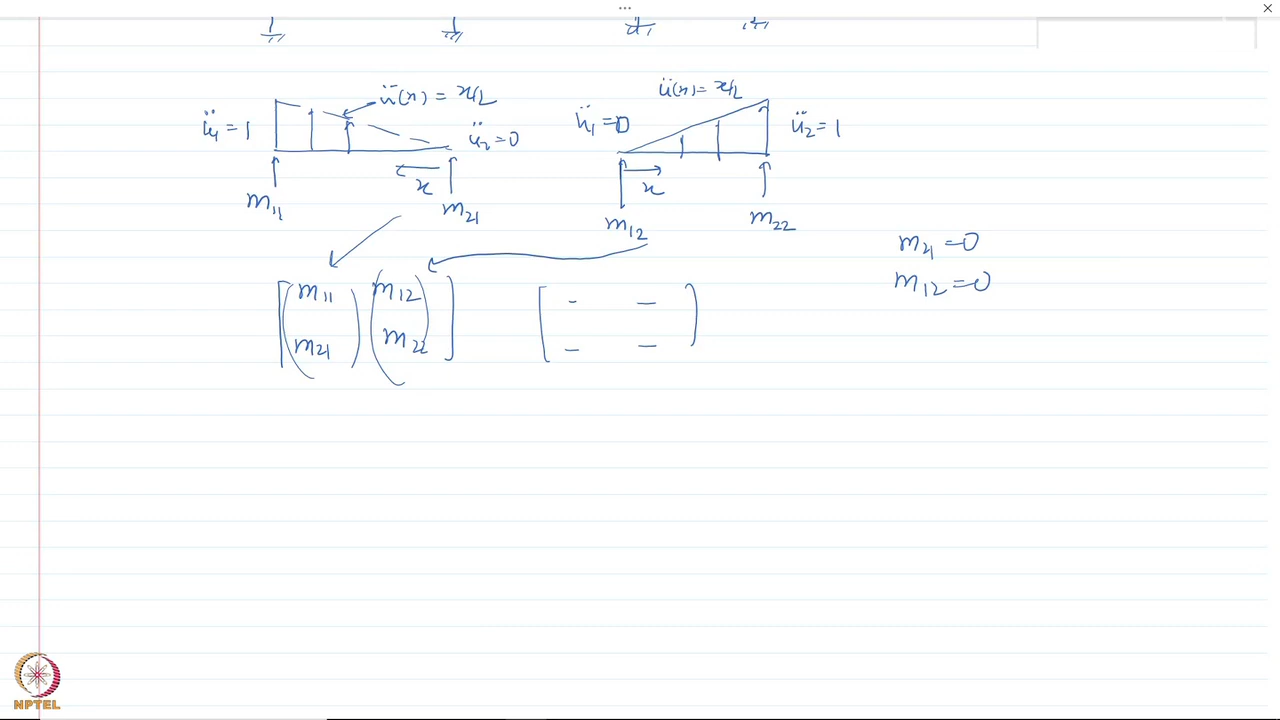 ü(x) = x/L
ü(x) = x/L
ü₁ = 1
ü₂ = 0
ü₁ = 0
ü₂ = 1
x
x
m₁₁
m₂₁
m₁₂
m₂₂
m₂₁ = 0
m₁₂ = 0
m₁₁ m₁₂
m₂₁ m₂₂
NPTEL